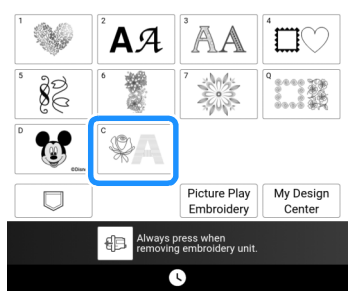 1
2
3
4
AA
AA
5
6
7
Q
D
C
©Disn
A
Picture Play
Embroidery
My Design
Center
Always press when
removing embroidery unit.